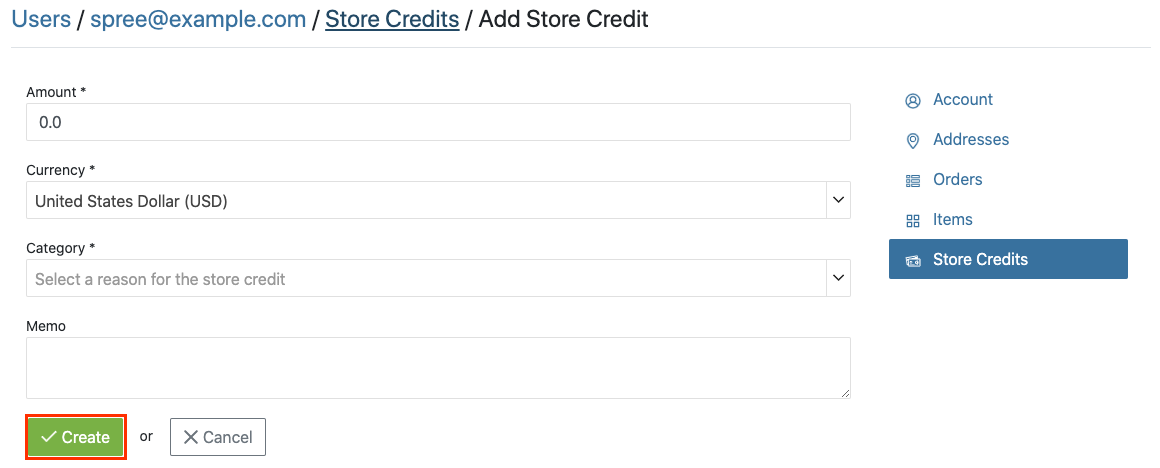 Users / spree@example.com / Store Credits / Add Store Credit
Amount *
0.0
Currency *
United States Dollar (USD)
Category *
Select a reason for the store credit
Memo
Create or Cancel
Account
Addresses
Orders
Items
Store Credits